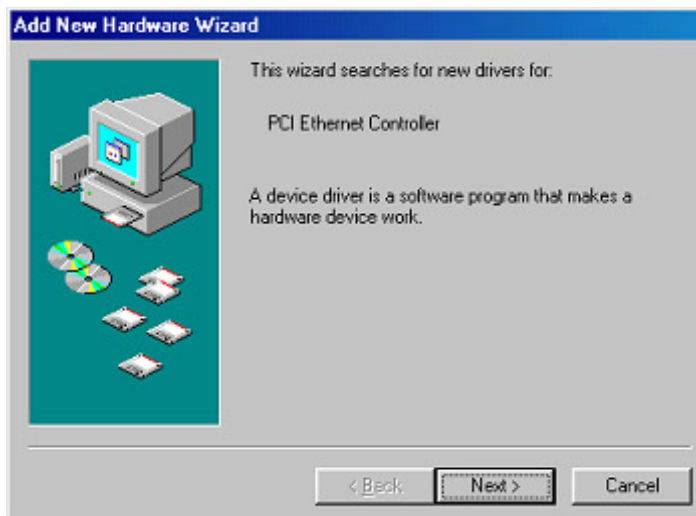 Add New Hardware Wizard
This wizard searches for new drivers for:
PCI Ethernet Controller
A device driver is a software program that makes a
hardware device work.
< Back
Next >
Cancel